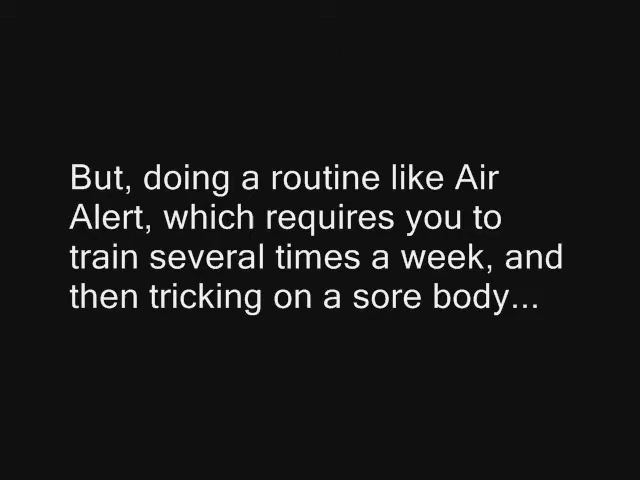 But, doing a routine like Air
Alert, which requires you to
train several times a week, and
then tricking on a sore body...